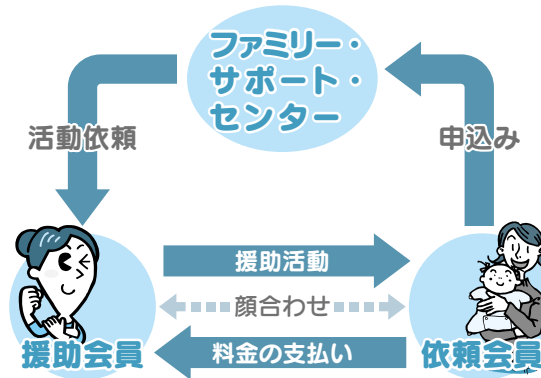 ファミリー・
サポート・
センター
活動依頼
申込み
援助活動
顔合わせ
料金の支払い
援助会員
依頼会員